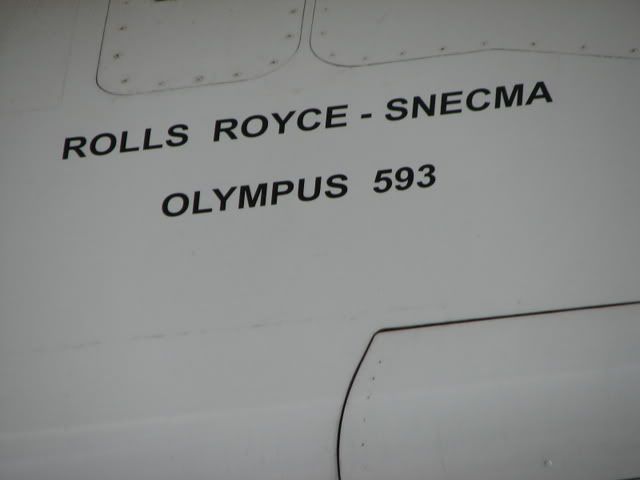 ROLLS ROYCE - SNECMA
OLYMPUS 593